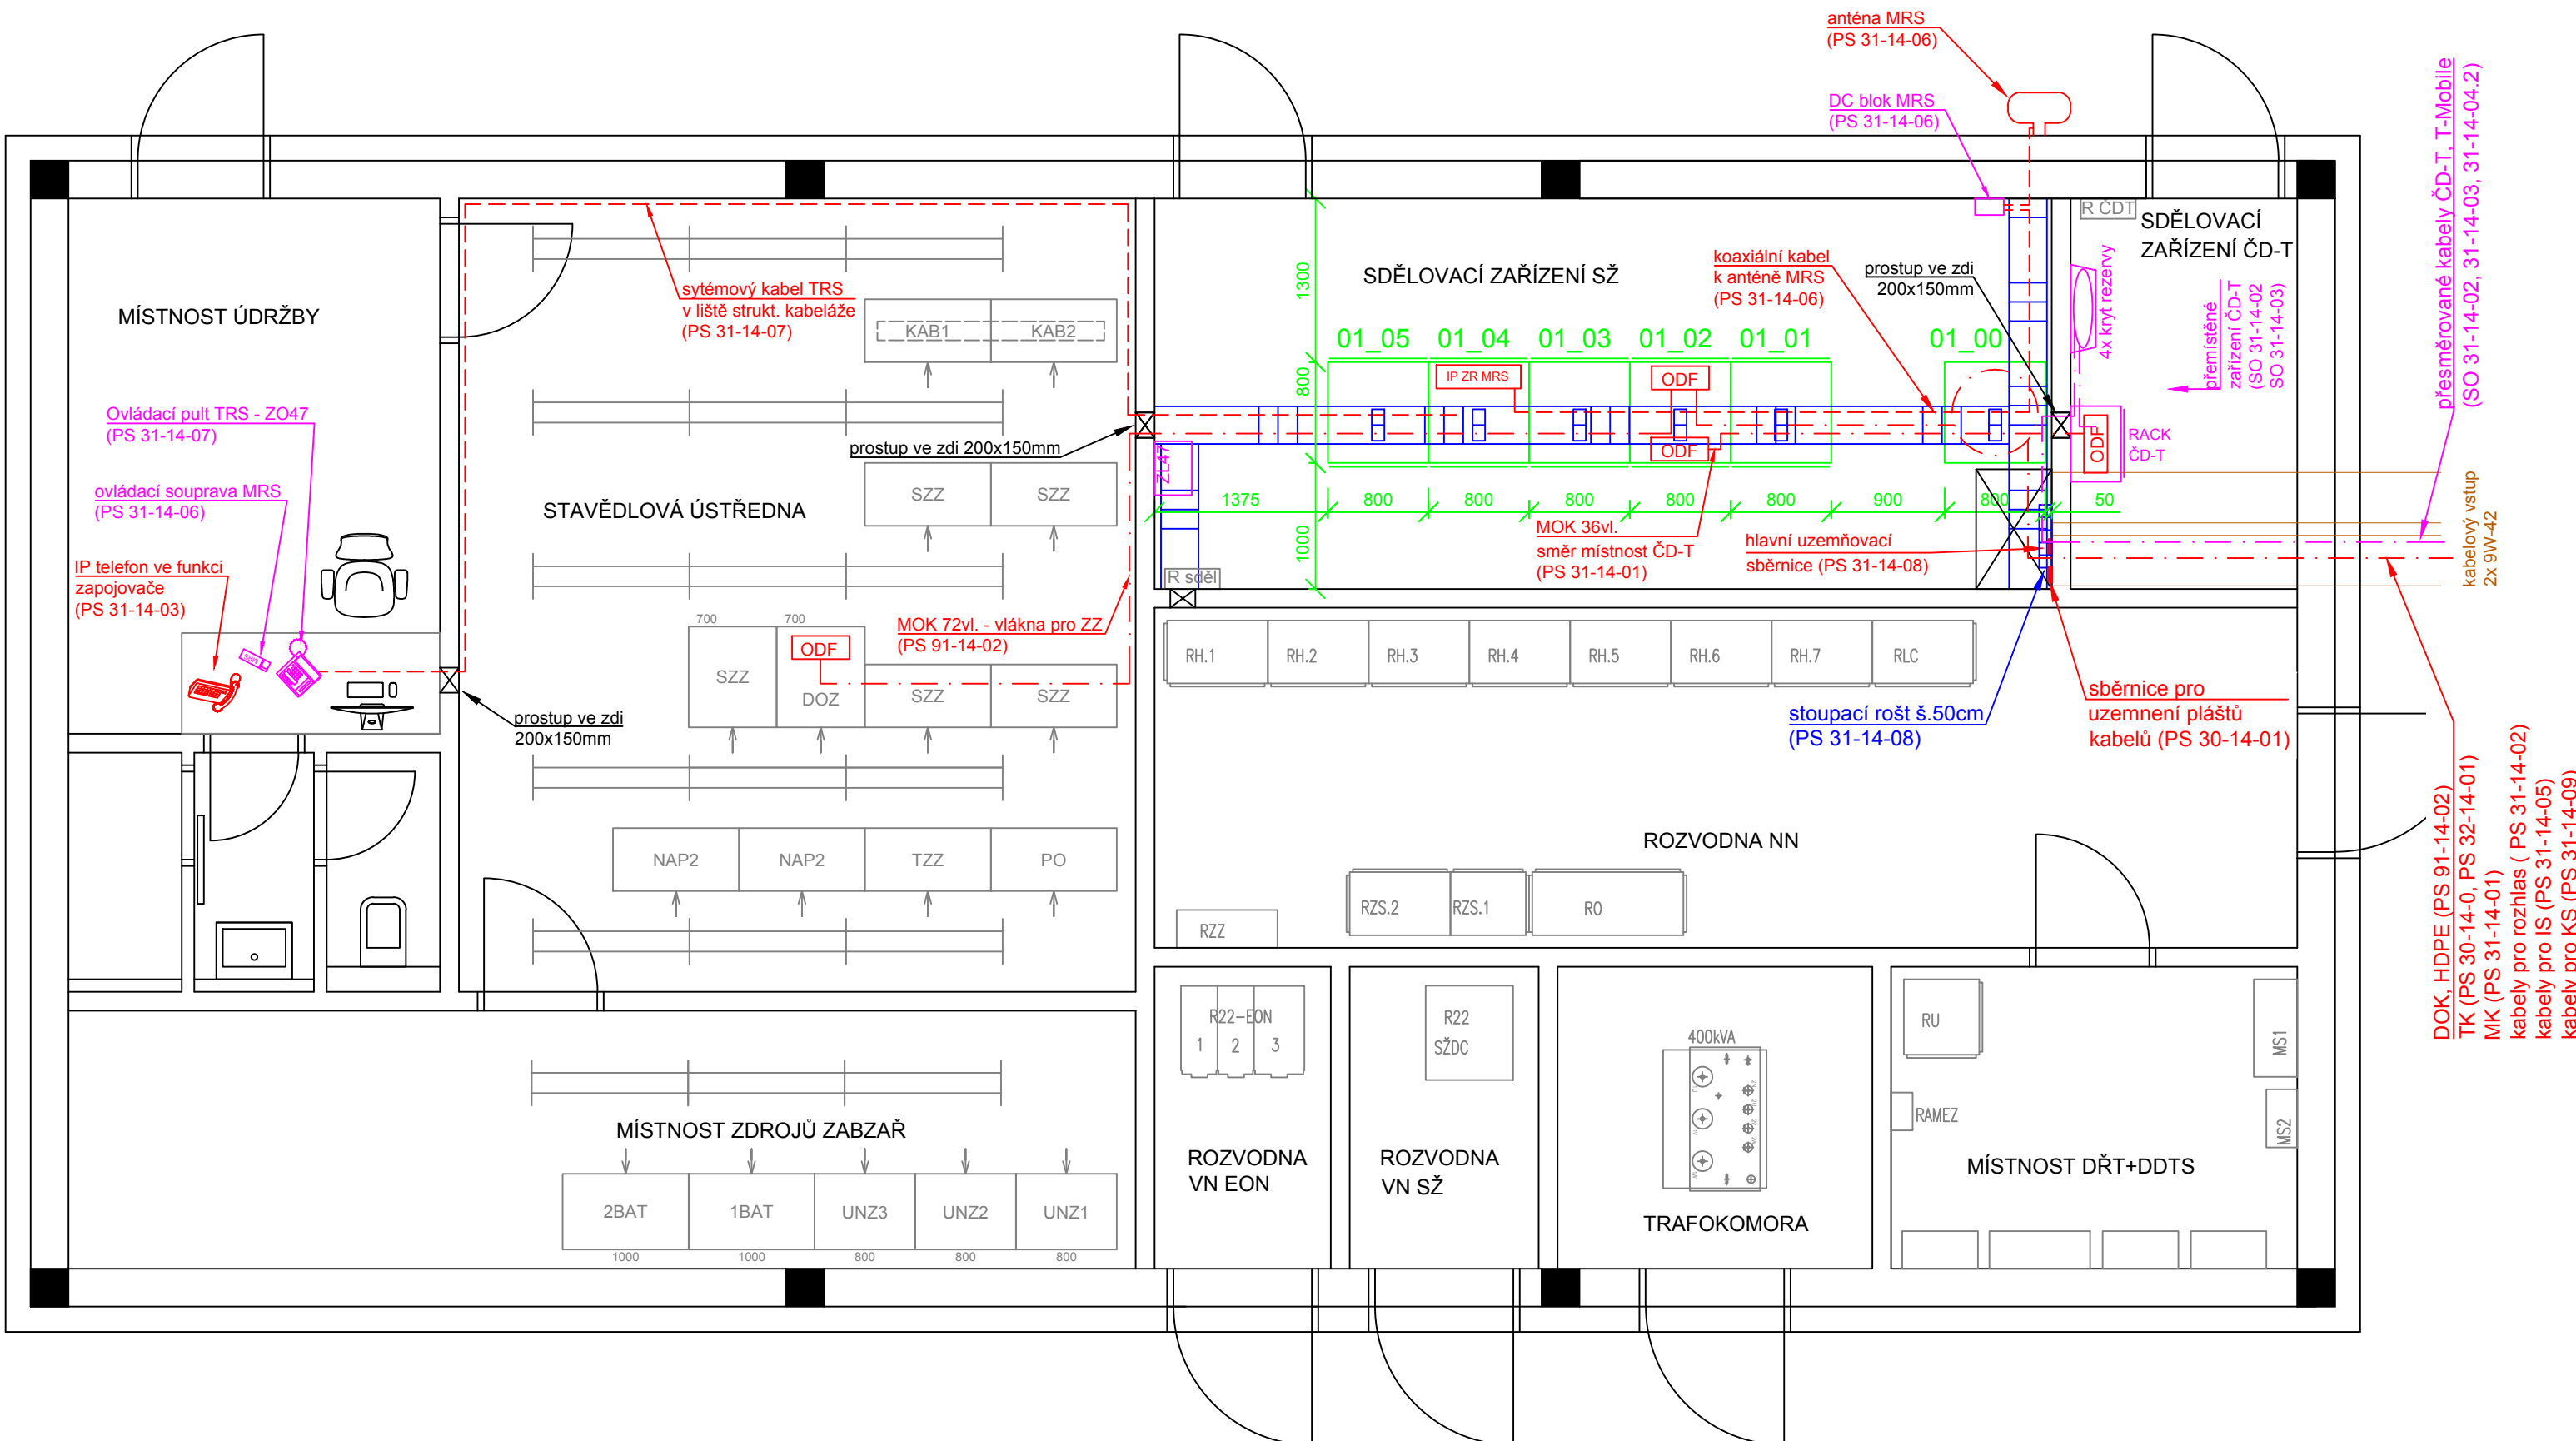 anténa MRS
(PS 31-14-06)
DC blok MRS
(PS 31-14-06)
přesměrované kabely ČD-T, T-Mobile
(SO 31-14-02, 31-14-03, 31-14-04.2)
R ČDT
SDĚLOVACÍ
ZAŘÍZENÍ ČD-T
4x kryt rezervy
přemístěné
zařízení ČD-T
(SO 31-14-02
SO 31-14-03)
MÍSTNOST ÚDRŽBY
sytémový kabel TRS
v liště strukt. kabeláže
(PS 31-14-07)
KAB1
KAB2
1300
800
1000
SDĚLOVACÍ ZAŘÍZENÍ SŽ
koaxiální kabel
k anténě MRS
(PS 31-14-06)
prostup ve zdi
200x150mm
01_05
01_04
01_03
01_02
01_01
01_00
IP ZR MRS
ODF
ODF
ODF
RACK
ČD-T
Ovládací pult TRS - ZO47
(PS 31-14-07)
prostup ve zdi 200x150mm
ZL47
ovládací souprava MRS
(PS 31-14-06)
STAVĚDLOVÁ ÚSTŘEDNA
SZZ
SZZ
1375
800
800
800
800
800
900
800
50
kabelový vstup
2x 9W-42
MOK 36vl.
směr místnost ČD-T
(PS 31-14-01)
hlavní uzemňovací
sběrnice (PS 31-14-08)
IP telefon ve funkci
zapojovače
(PS 31-14-03)
R sděl
MOK 72vl. - vlákna pro ZZ
(PS 91-14-02)
700
700
ODF
SZZ
DOZ
SZZ
SZZ
RH.1
RH.2
RH.3
RH.4
RH.5
RH.6
RH.7
RLC
prostup ve zdi
200x150mm
stoupací rošt š.50cm
(PS 31-14-08)
sběrnice pro
uzemnení pláštů
kabelů (PS 30-14-01)
DOK, HDPE (PS 91-14-02)
TK (PS 30-14-0, PS 32-14-01)
MK (PS 31-14-01)
kabely pro rozhlas ( PS 31-14-02)
kabely pro IS (PS 31-14-05)
kabely pro KS (PS 31-14-09)
ROZVODNA NN
NAP2
NAP2
TZZ
PO
RZZ
RZS.2
RZS.1
RO
R22-EON
1
2
3
R22
SŽDC
400kVA
RU
MS1
RAMEZ
MS2
MÍSTNOST ZDROJŮ ZABZAŘ
ROZVODNA
VN EON
ROZVODNA
VN SŽ
TRAFOKOMORA
MÍSTNOST DŘT+DDTS
2BAT
1BAT
UNZ3
UNZ2
UNZ1
1000
1000
800
800
800